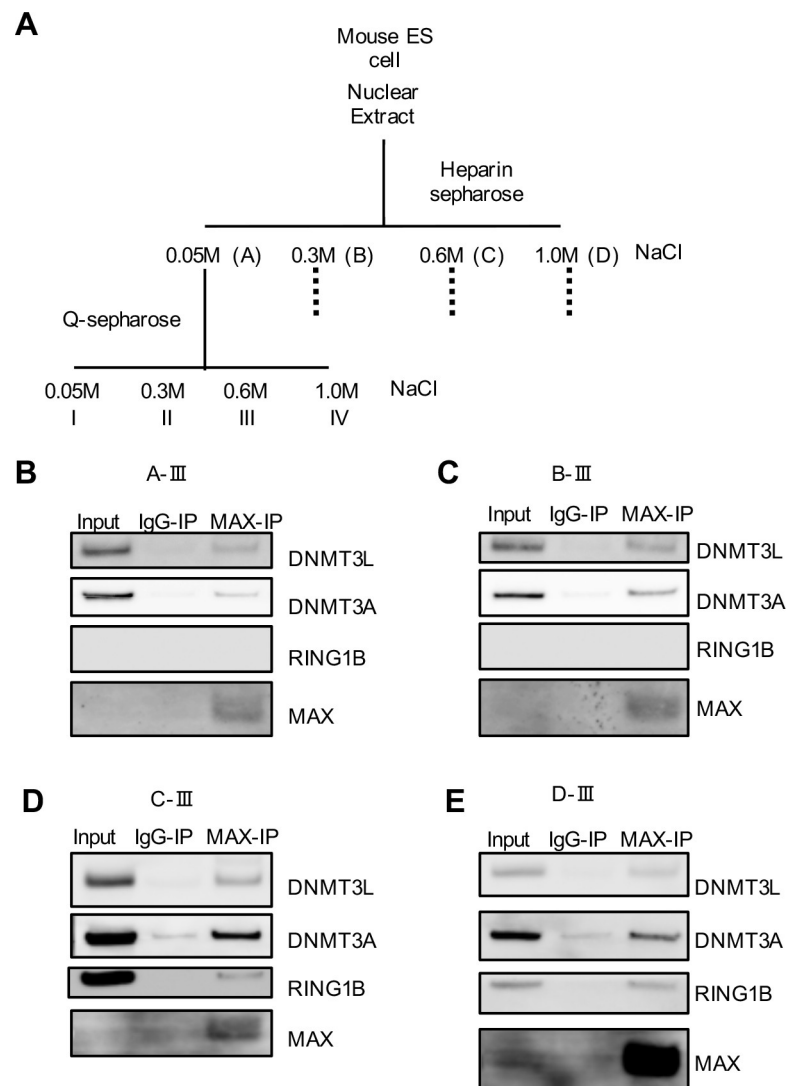 A
Mouse ES
cell
Nuclear
Extract
Heparin
sepharose
0.05M (A) 0.3M (B) 0.6M (C) 1.0M (D) NaCl
Q-sepharose
0.05M 0.3M 0.6M 1.0M NaCl
I II III IV
B
A-III
Input IgG-IP MAX-IP
DNMT3L
DNMT3A
RING1B
MAX
C
B-III
Input IgG-IP MAX-IP
DNMT3L
DNMT3A
RING1B
MAX
D
C-III
Input IgG-IP MAX-IP
DNMT3L
DNMT3A
RING1B
MAX
E
D-III
Input IgG-IP MAX-IP
DNMT3L
DNMT3A
RING1B
MAX